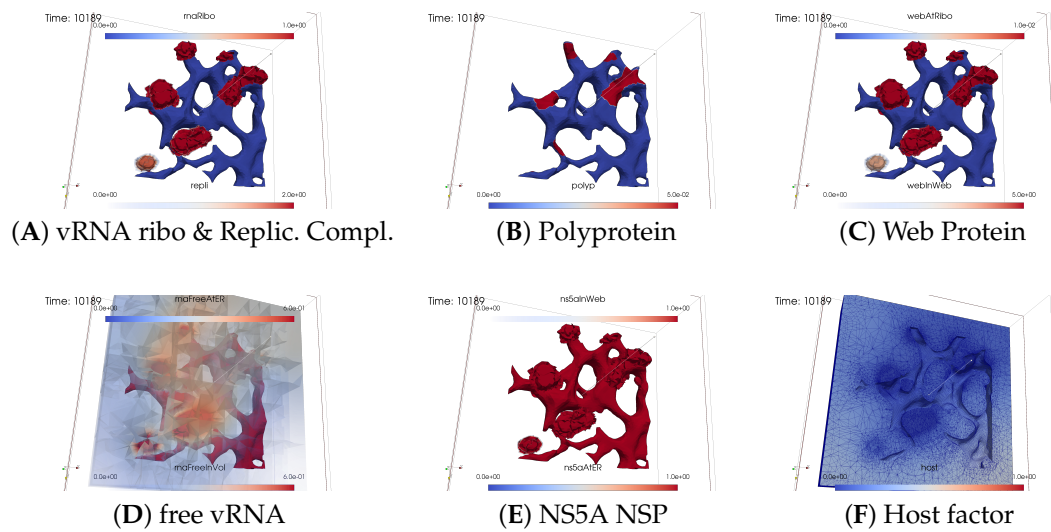 rnaRibo
Time: 10189
0.0e+00 1.0e+00
repli
0.0e+00 2.0e+00
(A) vRNA ribo & Replic. Compl.
Time: 10189
polyp
0.0e+00 5.0e-02
(B) Polyprotein
webAtRibo
Time: 10189
0.0e+00 1.0e-02
webInWeb
0.0e+00 5.0e+00
(C) Web Protein
rnaFreeAtER
Time: 10189
0.0e+00 6.0e-01
rnaFreeInVol
0.0e+00 6.0e-01
(D) free vRNA
ns5aInWeb
Time: 10189
0.0e+00 1.0e+00
ns5aAtER
0.0e+00 1.0e+00
(E) NS5A NSP
Time: 10189
host
0.0e+00 1.0e+00
(F) Host factor